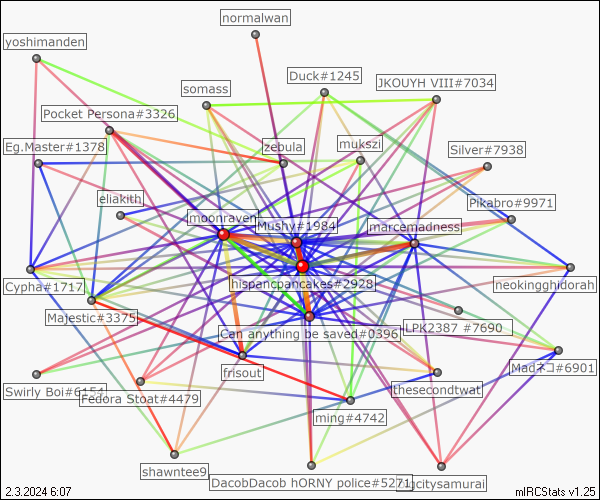 normalwan
yoshimanden
Duck#1245
JKOUYH VIII#7034
somass
Pocket Persona#3326
Eg.Master#1378
zebula
mukszi
Silver#7938
eliakith
Pikabro#9971
moonraven
Mushy#1984
marcemadness
Cypha#1717
hispancpancakes#2928
neokingghidorah
Majestic#3375
Can anything be saved#0396
LPK2387 #7690
frisout
Madネコ#6901
Swirly Boi#6154
Fedora Stoat#4479
thesecondtwat
ming#4742
shawntee9
DacobDacob hORNY police#5271
bigcitysamurai
2.3.2024 6:07
mIRCStats v1.25